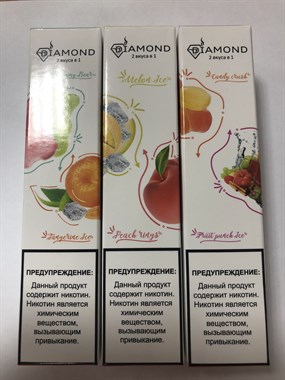 DIAMOND
2 вкуса в 1
Tangerine Ice
ПРЕДУПРЕЖДЕНИЕ:
Данный продукт
содержит никотин.
Никотин является
химическим
веществом,
вызывающим
привыкание.
DIAMOND
2 вкуса в 1
Melon Ice
Peach Rings
ПРЕДУПРЕЖДЕНИЕ:
Данный продукт
содержит никотин.
Никотин является
химическим
веществом,
вызывающим
привыкание.
DIAMOND
2 вкуса в 1
Candy Crush
Fruit punch Ice
ПРЕДУПРЕЖДЕНИЕ:
Данный продукт
содержит никотин.
Никотин является
химическим
веществом,
вызывающим
привыкание.